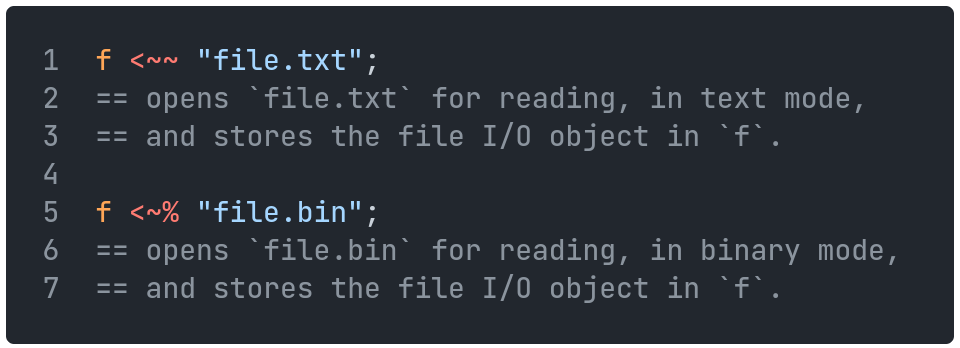 1 f <~~ "file.txt";
2 == opens `file.txt` for reading, in text mode,
3 == and stores the file I/O object in `f`.
4
5 f <~% "file.bin";
6 == opens `file.bin` for reading, in binary mode,
7 == and stores the file I/O object in `f`.